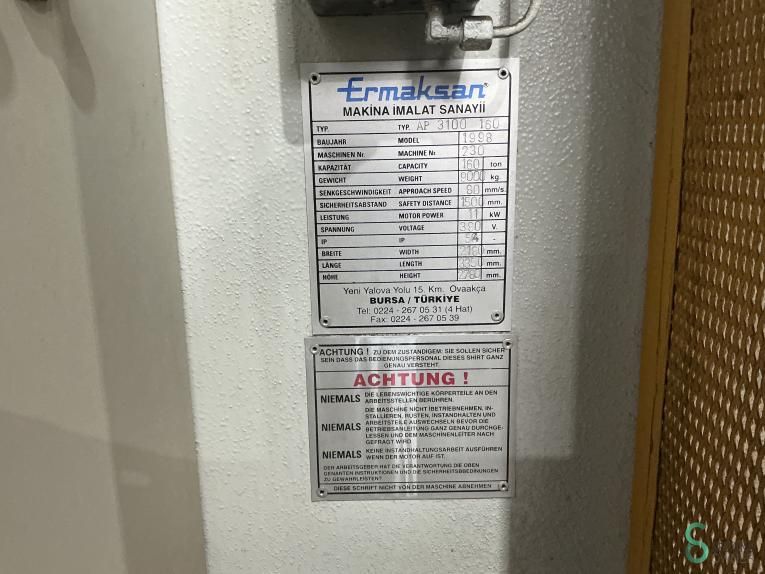 Ermaksan®
MAKİNA İMALAT SANAYİİ
TYP. TYP. AP 3100 160
BAUJAHR MODEL 1998
MASCHINEN Nr. MACHINE Nr 230
KAPAZITÄT CAPACITY 160 ton
GEWICHT WEIGHT 9000 kg.
SENKGESCHWINDIGKEIT APPROACH SPEED 80 mm/s.
SICHERHEITSABSTAND SAFETY DISTANCE 1500 mm.
LEISTUNG MOTOR POWER 11 kW
SPANNUNG VOLTAGE 380 V.
IP IP 54 -
BREITE WIDTH mm.
LÄNGE LENGTH mm.
HÖHE HEIGHT mm.
Yeni Yalova Yolu 15. Km. Ovaakça
BURSA / TÜRKİYE
Tel: 0224 - 267 05 31 (4 Hat)
Fax: 0224 - 267 05 39
ACHTUNG ! ZU DEM ZUSTANDIGEM: SIE SOLLEN SICHER
SEIN DASS DAS BEDIENUNGSPERSONAL DIESES SHIRT GANZ
GENAU VERSTEHT.
ACHTUNG !
NIEMALS DIE LEBENSWICHTIGE KÖRPERTEILE AN DEN
ARBEITSSTELLEN BERÜHREN.
DIE MASCHINE NICHT IBETRIEBNEHMEN, IN-
STALLIEREN, RUSTEN, INSTANDHALTEN UND
ARBEITSTEILE AUSWECHSELN BEVOR DIE
NIEMALS BETRIEBSANLEITUNG GANZ GENAU DURCHGE-
LESSEN UND DEM MASCHINENLEITER NACH
GEFRAGT WIRD.
NIEMALS KEINE INSTANDHALTUNGSARBEIT AUSFÜHREN
WENN DER MOTOR AUF IST.
DER ARBEITSGEBER HAT DIE VERANTWORTUNG DIE OBEN
GENANTEN INSTRUKTIONEN UND DIE SICHERHEITSBBEDINUNGEN
ZU GEWAHRLEISTEN!
DIESE SCHRIFT NICHT VON DER MASCHINE ABNEHMEN